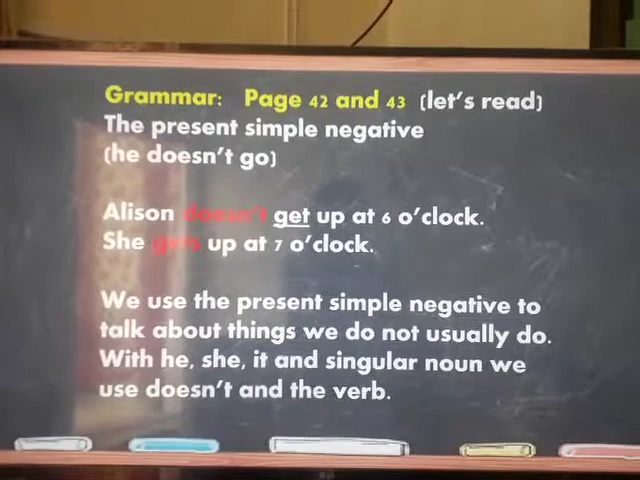 Grammar: Page 42 and 43 (let's read)
The present simple negative
(he doesn't go)
Alison doesn't get up at 6 o'clock.
She gets up at 7 o'clock.
We use the present simple negative to
talk about things we do not usually do.
With he, she, it and singular noun we
use doesn't and the verb.